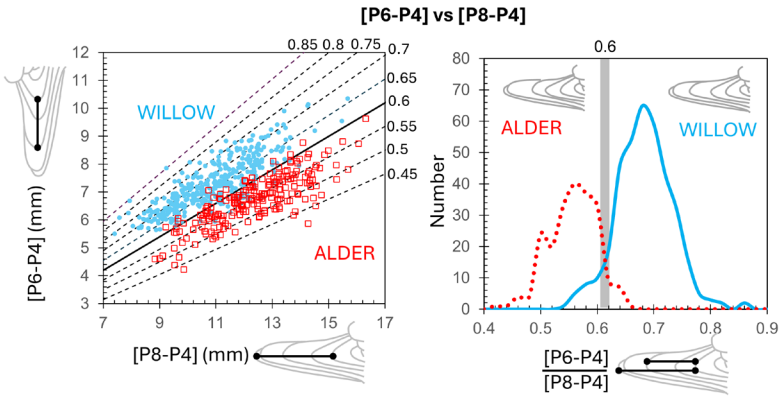 [P6-P4] vs [P8-P4]
0.85 0.8 0.75 0.7
0.65
0.6
0.55
0.5
0.45
12
11
10
9
8
7
6
5
4
3
7 9 11 13 15 17
WILLOW
ALDER
[P6-P4] (mm)
[P8-P4] (mm)
0.6
80
70
60
50
40
30
20
10
0
0.4 0.5 0.6 0.7 0.8 0.9
ALDER
WILLOW
Number
[P6-P4]
[P8-P4]